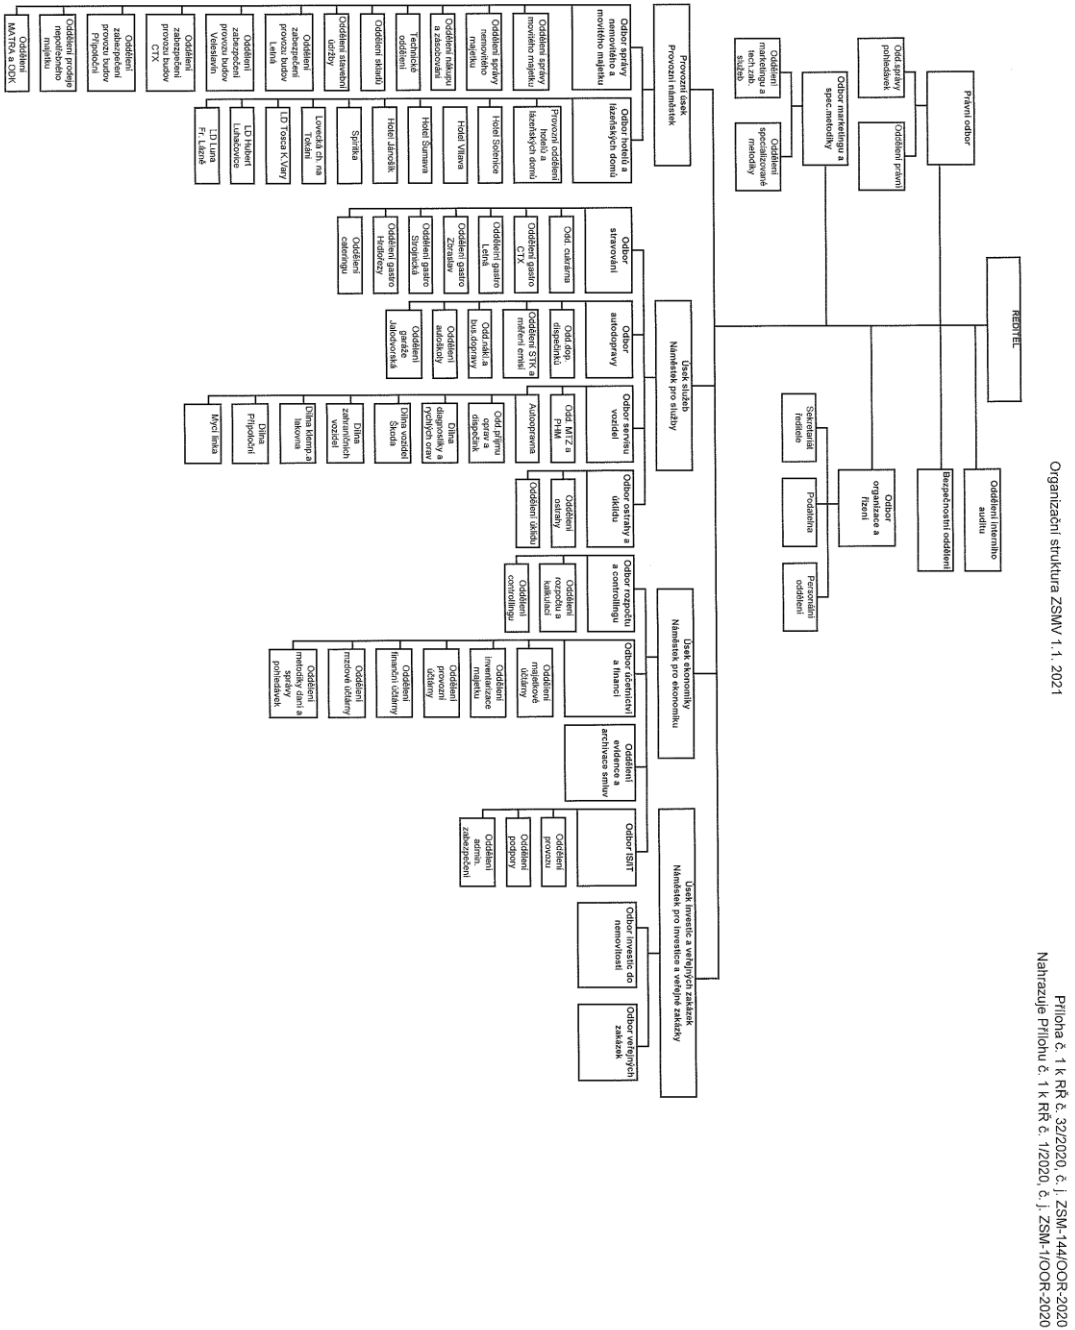 Příloha č. 1 k RŘ č. 32/2020, č. j. ZSM-144/OOR-2020
Nahrazuje Přílohu č. 1 k RŘ č. 1/2020, č. j. ZSM-1/OOR-2020
Organizační struktura ZSMV 1.1. 2021
ŘEDITEL
Oddělení interního
auditu
Bezpečnostní oddělení
Právní odbor
Odd.správy
pohledávek
Oddělení právní
Odbor
organizace a
řízení
Sekretariát
ředitele
Podatelna
Personální
oddělení
Odbor marketingu a
spec.metodiky
Oddělení
marketingu a
tech.zab.
služeb
Oddělení
specializované
metodiky
Provozní úsek
Provozní náměstek
Odbor správy
nemovitého a
movitého majetku
Oddělení správy
movitého majetku
Oddělení správy
nemovitého
majetku
Oddělení nákupu
a zásobování
Technické
oddělení
Oddělení skladů
Oddělení stavební
údržby
Oddělení
zabezpečení
provozu budov
Letná
Oddělení
zabezpečení
provozu budov
Veleslavín
Oddělení
zabezpečení
provozu budov
CTX
Oddělení
zabezpečení
provozu budov
Přípotoční
Oddělení prodeje
nepotřebného
majetku
Oddělení
MATRA a ODK
Odbor hotelů a
lázeňských domů
Provozní oddělení
hotelů a
lázeňských domů
Hotel Solenice
Hotel Vltava
Hotel Šumava
Hotel Jánošík
Spiritka
Lovecká ch. na
Tokáni
LD Tosca K.Vary
LD Hubert
Luhačovice
LD Luna
Fr. Lázně
Úsek služeb
Náměstek pro služby
Odbor
stravování
Odd. cukrárna
Oddělení gastro
CTX
Oddělelní gastro
Letná
Oddělení gastro
Zbraslav
Oddělení gastro
Strojnická
Oddělení gastro
Hrdlořezy
Oddělení
cateringu
Odbor
autodopravy
Odd.dop.
dispečinků
Oddělení STK a
měření emisí
Odd.nákl.a
bus.dopravy
Oddělení
autoškoly
Oddělení
garáže
Jalodvorská
Odbor servisu
vozidel
Odd. MTZ a
PHM
Autoopravna
Odd.příjmu
oprav a
dispečink
Dílna
diagnostiky a
rychlých orav
Dílna vozidel
Škoda
Dílna
zahraničních
vozidel
Dílna klemp.a
lakovna
Dílna
Přípotoční
Mycí linka
Odbor ostrahy a
úklidu
Oddělení
ostrahy
Oddělení úklidu
Úsek ekonomiky
Náměstek pro ekonomiku
Odbor rozpočtu
a controllingu
Oddělení
rozpočtu a
kalkulací
Oddělení
controllingu
Odbor účetnictví
a financí
Oddělení
majetkové
účtárny
Oddělení
inventarizace
majetku
Oddělení
provozní
účtárny
Oddělení
finanční účtárny
Oddělení
mzdové účtárny
Oddělení
metodiky daní a
správy
pohledávek
Oddělení
evidence a
archivace smluv
Odbor IS/IT
Oddělení
provozu
Oddělení
podpory
Oddělení
admin.
zabezpečení
Úsek investic a veřejných zakázek
Náměstek pro investice a veřejné zakázky
Odbor investic do
nemovitostí
Odbor veřejných
zakázek